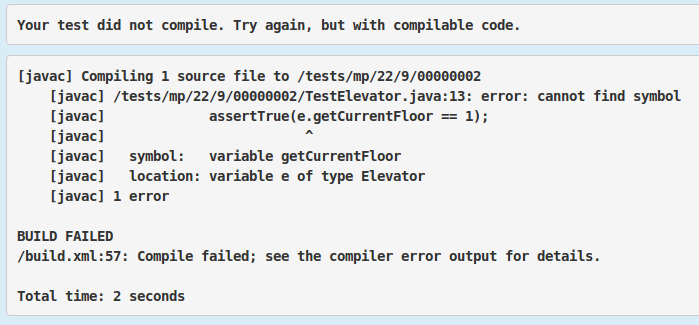 Your test did not compile. Try again, but with compilable code.
[javac] Compiling 1 source file to /tests/mp/22/9/00000002
[javac] /tests/mp/22/9/00000002/TestElevator.java:13: error: cannot find symbol
[javac]             assertTrue(e.getCurrentFloor == 1);
[javac]                         ^
[javac]   symbol:   variable getCurrentFloor
[javac]   location: variable e of type Elevator
[javac] 1 error
BUILD FAILED
/build.xml:57: Compile failed; see the compiler error output for details.
Total time: 2 seconds